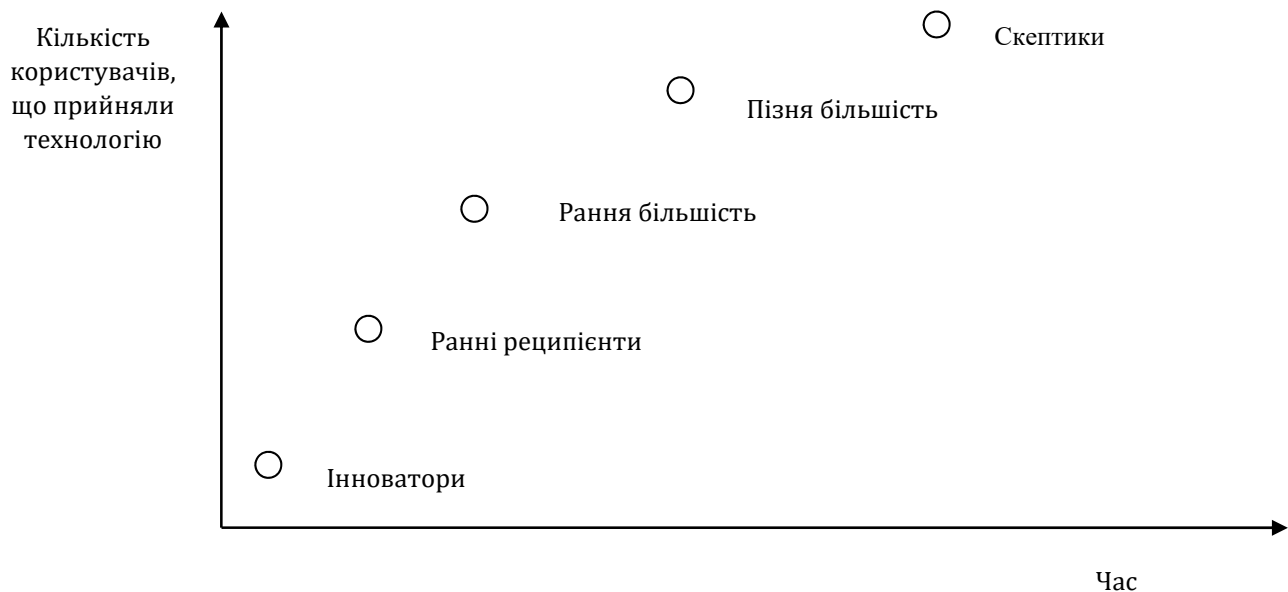 Кількість
користувачів,
що прийняли
технологію
Скептики
Пізня більшість
Рання більшість
Ранні реципієнти
Інноватори
Час